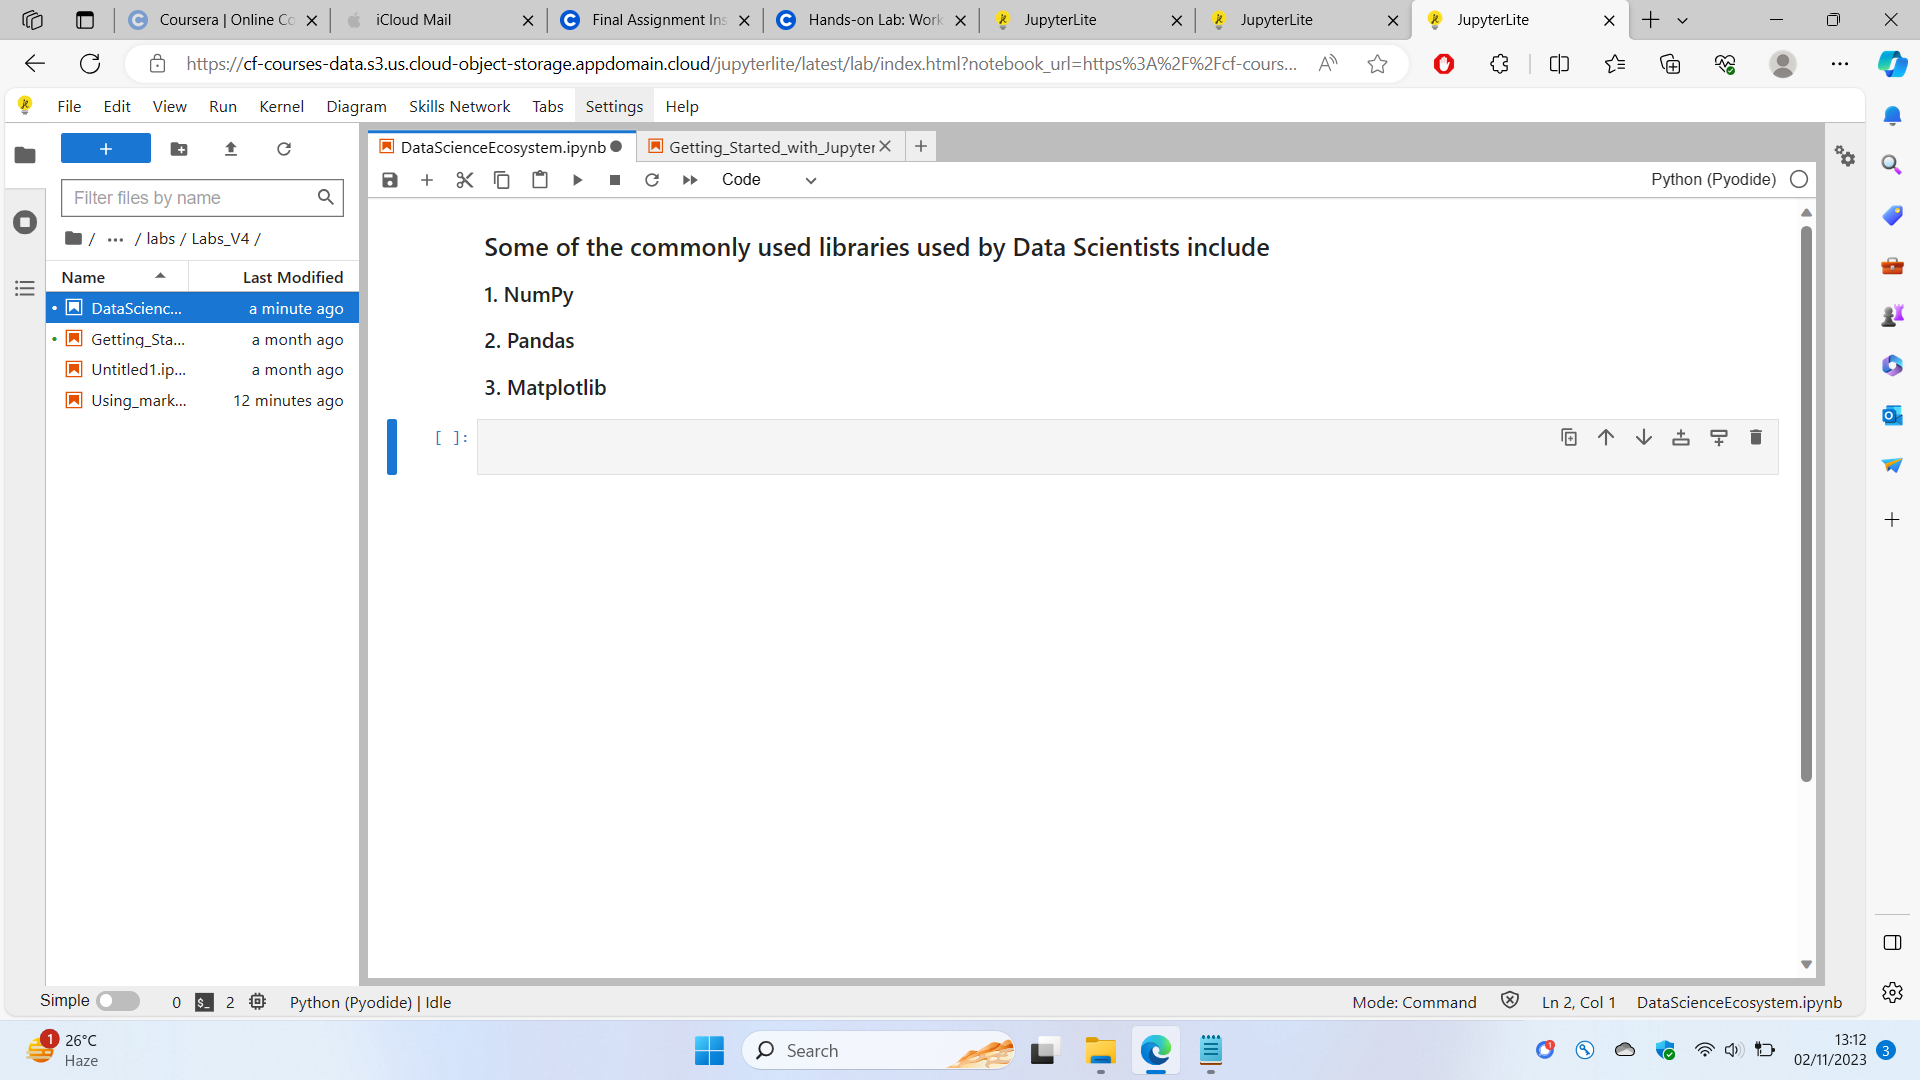 Coursera | Online Co
iCloud Mail
Final Assignment Ins
Hands-on Lab: Work
JupyterLite
JupyterLite
JupyterLite
https://cf-courses-data.s3.us.cloud-object-storage.appdomain.cloud/jupyterlite/latest/lab/index.html?notebook_url=https%3A%2F%2Fcf-cours...
File Edit View Run Kernel Diagram Skills Network Tabs Settings Help
DataScienceEcosystem.ipynb
Getting_Started_with_Jupyter
Code
Python (Pyodide)
Filter files by name
/ ... / labs / Labs_V4 /
Name Last Modified
DataScienc... a minute ago
Getting_Sta... a month ago
Untitled1.ip... a month ago
Using_mark... 12 minutes ago
Some of the commonly used libraries used by Data Scientists include
1. NumPy
2. Pandas
3. Matplotlib
[ ]:
Simple 0 $_ 2 Python (Pyodide) | Idle
Mode: Command Ln 2, Col 1 DataScienceEcosystem.ipynb
1
26°C
Haze
Search
13:12
02/11/2023
3